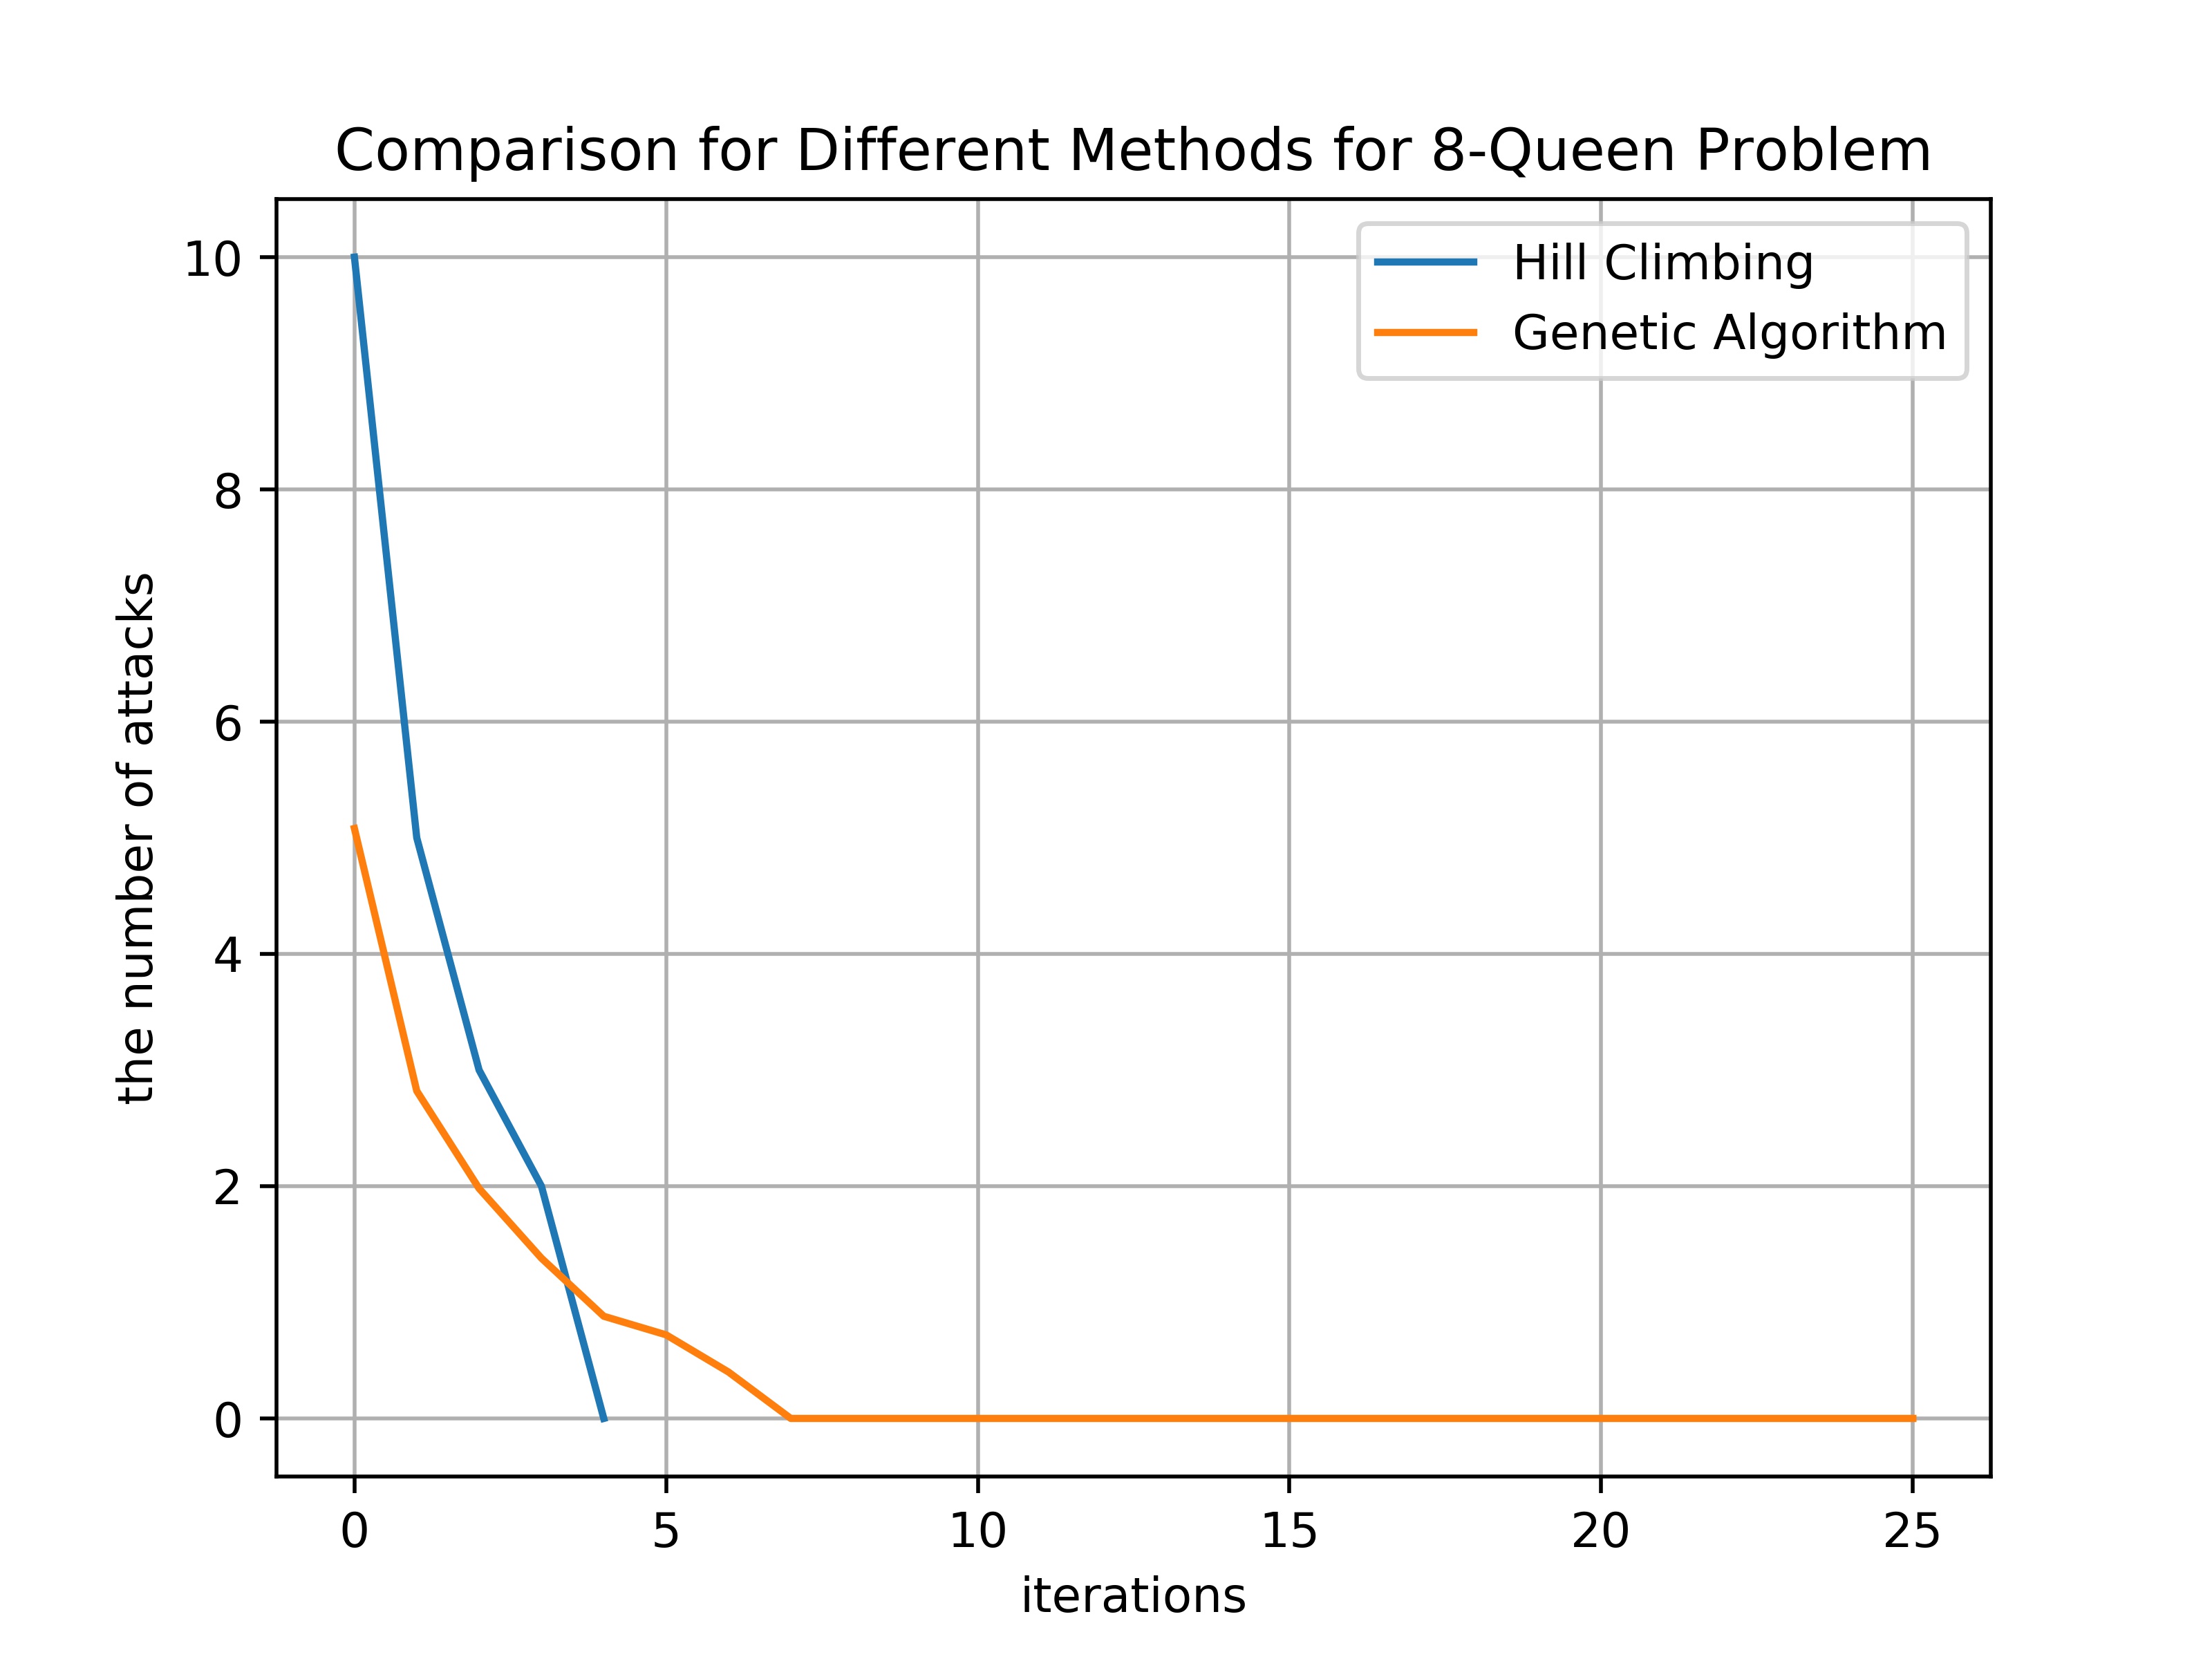 Comparison for Different Methods for 8-Queen Problem
Hill Climbing
Genetic Algorithm
the number of attacks
10
8
6
4
2
0
0 5 10 15 20 25
iterations